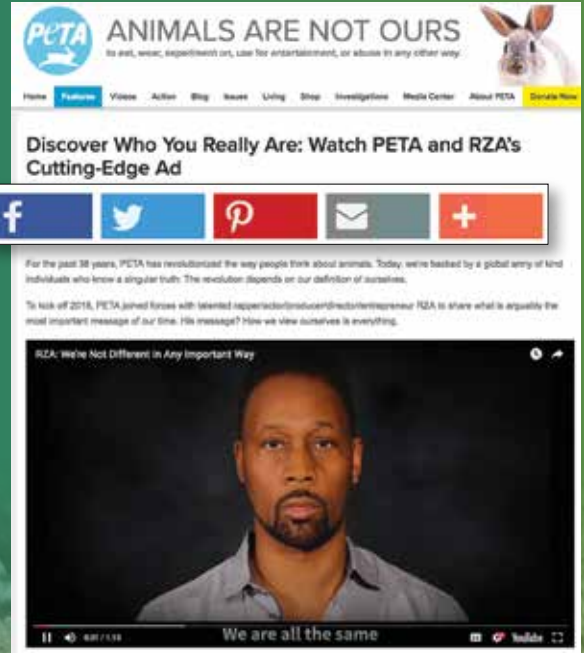 PETA
ANIMALS ARE NOT OURS
to eat, wear, experiment on, use for entertainment, or abuse in any other way.
Home Features Videos Action Blog Issues Living Shop Investigations Media Center About PETA Donate Now
Discover Who You Really Are: Watch PETA and RZA's
Cutting-Edge Ad
For the past 38 years, PETA has revolutionized the way people think about animals. Today, we're backed by a global army of kind
individuals who know a singular truth: The revolution depends on our definition of ourselves.
To kick off 2018, PETA joined forces with talented rapper/actor/producer/director/entrepreneur RZA to share what is arguably the
most important message of our time. His message? How we view ourselves is everything.
RZA: We're Not Different in Any Important Way
We are all the same
0:01 / 1:10
YouTube